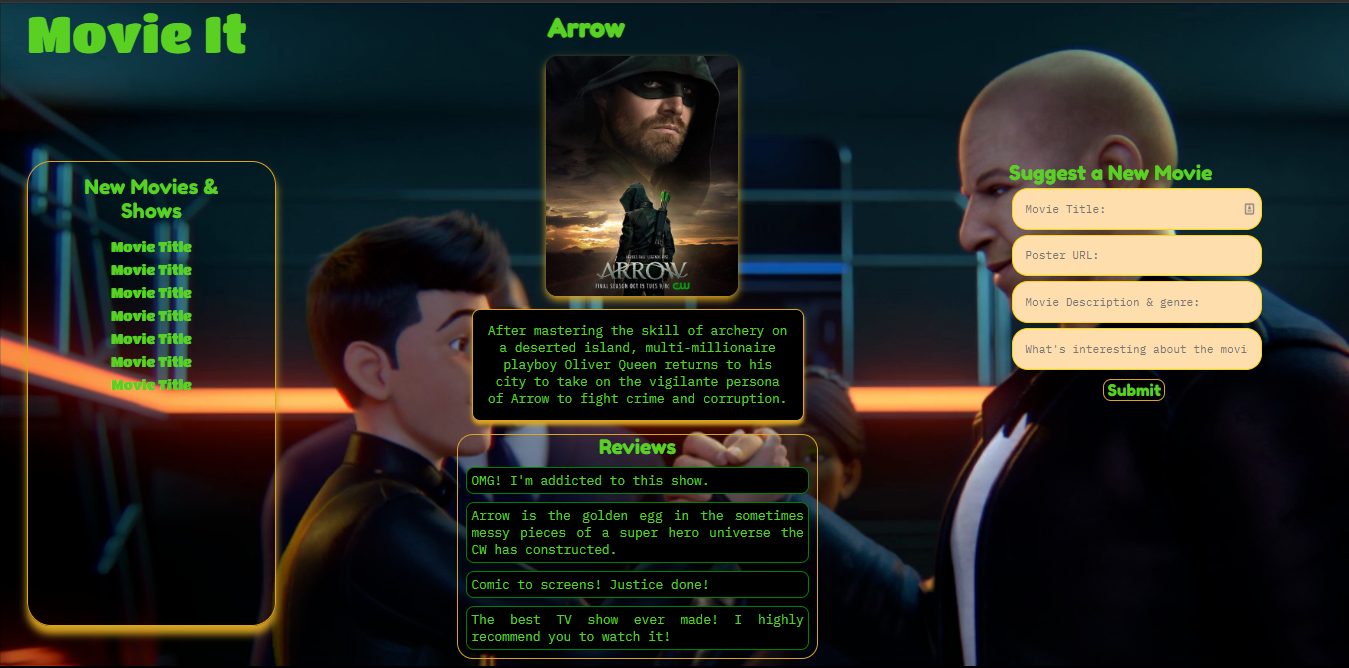 Movie It
Arrow
ARROW
FINAL SEASON OCT 15 TUES 9/8c CW
New Movies &
Shows
Movie Title
Movie Title
Movie Title
Movie Title
Movie Title
Movie Title
Movie Title
After mastering the skill of archery on
a deserted island, multi-millionaire
playboy Oliver Queen returns to his
city to take on the vigilante persona
of Arrow to fight crime and corruption.
Reviews
OMG! I'm addicted to this show.
Arrow is the golden egg in the sometimes
messy pieces of a super hero universe the
CW has constructed.
Comic to screens! Justice done!
The best TV show ever made! I highly
recommend you to watch it!
Suggest a New Movie
Movie Title:
Poster URL:
Movie Description & genre:
What's interesting about the movi
Submit